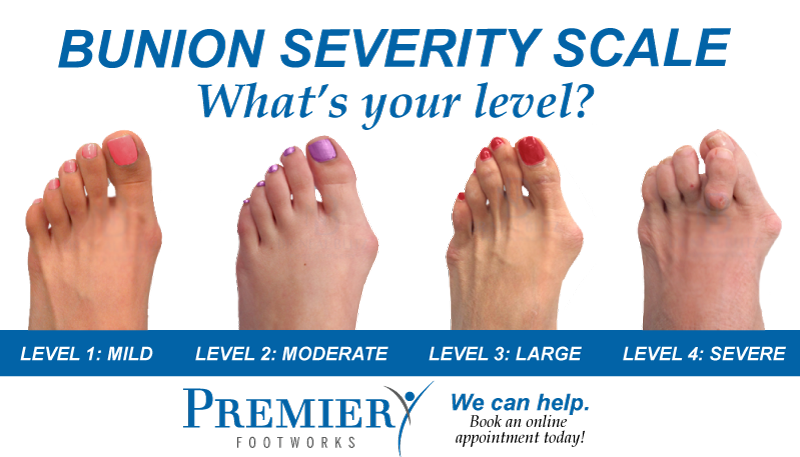 BUNION SEVERITY SCALE
What's your level?
LEVEL 1: MILD
LEVEL 2: MODERATE
LEVEL 3: LARGE
LEVEL 4: SEVERE
PREMIER
FOOTWORKS
We can help.
Book an online
appointment today!